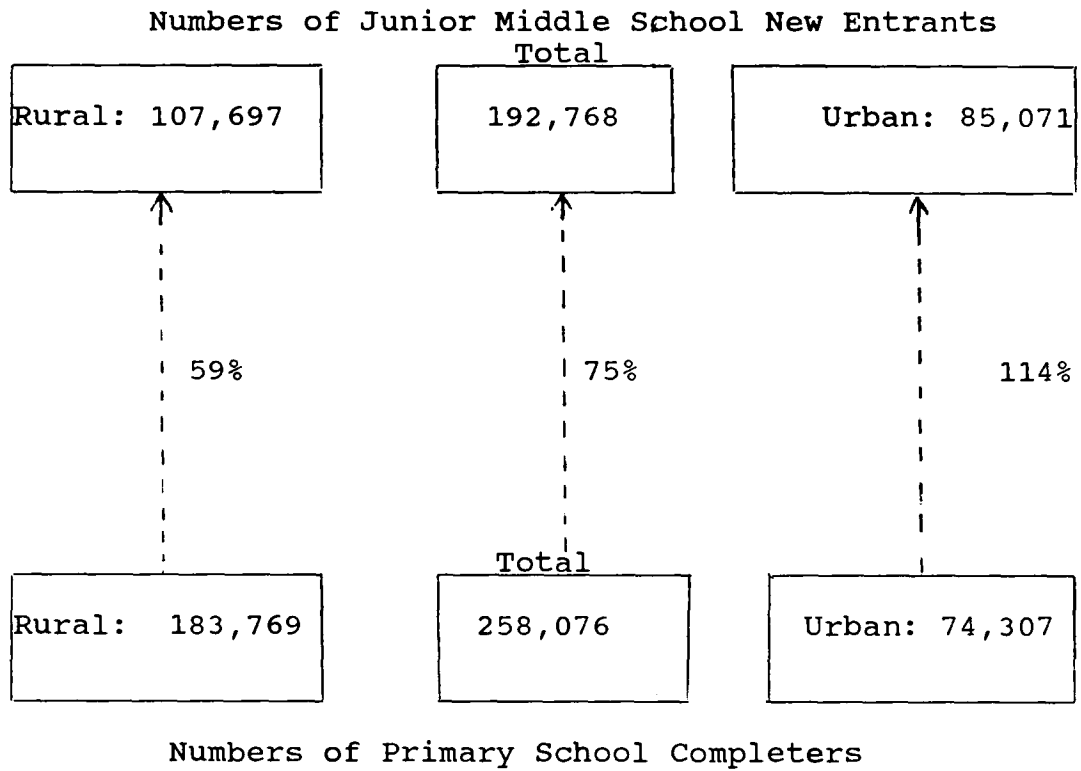 Numbers of Junior Middle School New Entrants
Total
Rural: 107,697 192,768 Urban: 85,071
59% 75% 114%
Total
Rural: 183,769 258,076 Urban: 74,307
Numbers of Primary School Completers